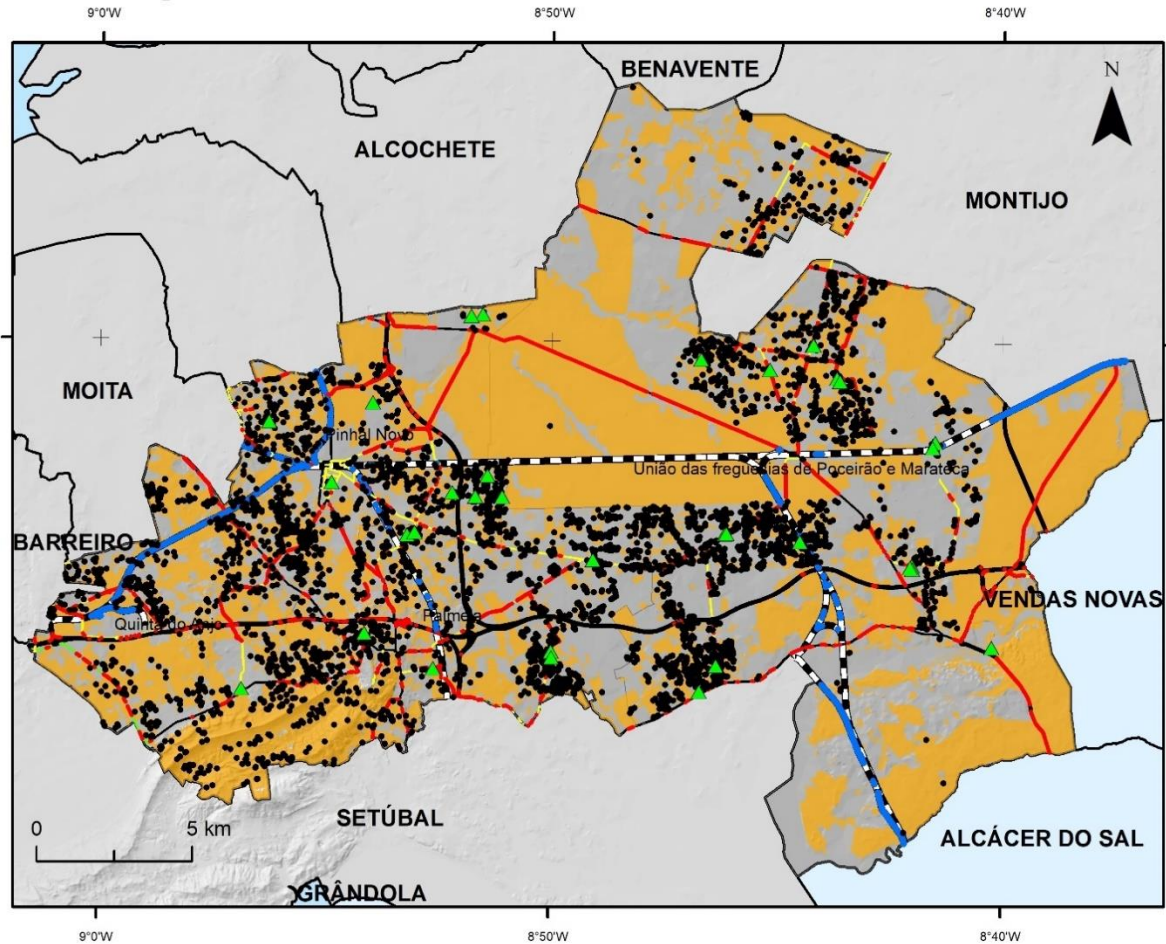 9°0'W
8°50'W
8°40'W
BENAVENTE
N
ALCOCHETE
MONTIJO
MOITA
Pinhal Novo
União das freguesias de Poceirão e Marateca
BARREIRO
VENDAS NOVAS
Palmela
Quinta do Anjo
SETÚBAL
0
5 km
ALCÁCER DO SAL
GRÂNDOLA
9°0'W
8°50'W
8°40'W